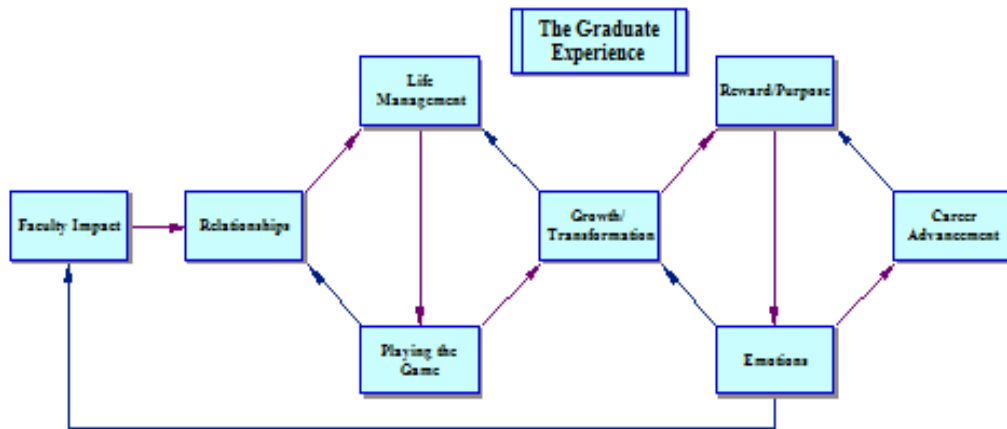 The Graduate
Experience
Life
Management
Reward/Purpose
Faculty Impact
Relationships
Growth/
Transformation
Career
Advancement
Playing the
Game
Emotions